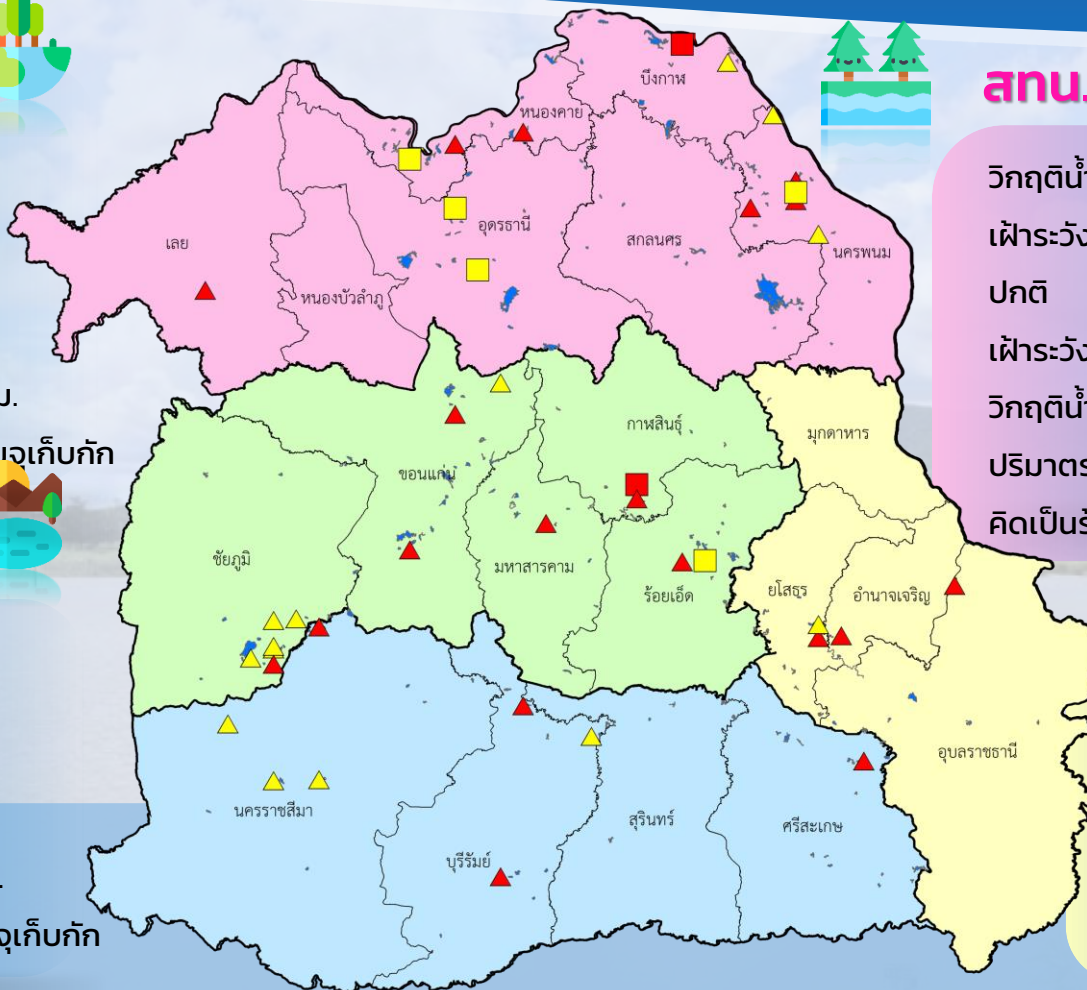 สทน.
บึงกาฬ
หนองคาย
เลย
อุดรธานี
สกลนคร
นครพนม
หนองบัวลำภู
กาฬสินธุ์
มุกดาหาร
ขอนแก่น
ชัยภูมิ
มหาสารคาม
ร้อยเอ็ด
ยโสธร
อำนาจเจริญ
อุบลราชธานี
นครราชสีมา
บุรีรัมย์
สุรินทร์
ศรีสะเกษ
วิกฤติน้ำ
เฝ้าระวัง
ปกติ
เฝ้าระวัง
วิกฤติน้ำ
ปริมาตร
คิดเป็นร้
ม.
จุเก็บกัก
จุเก็บกัก